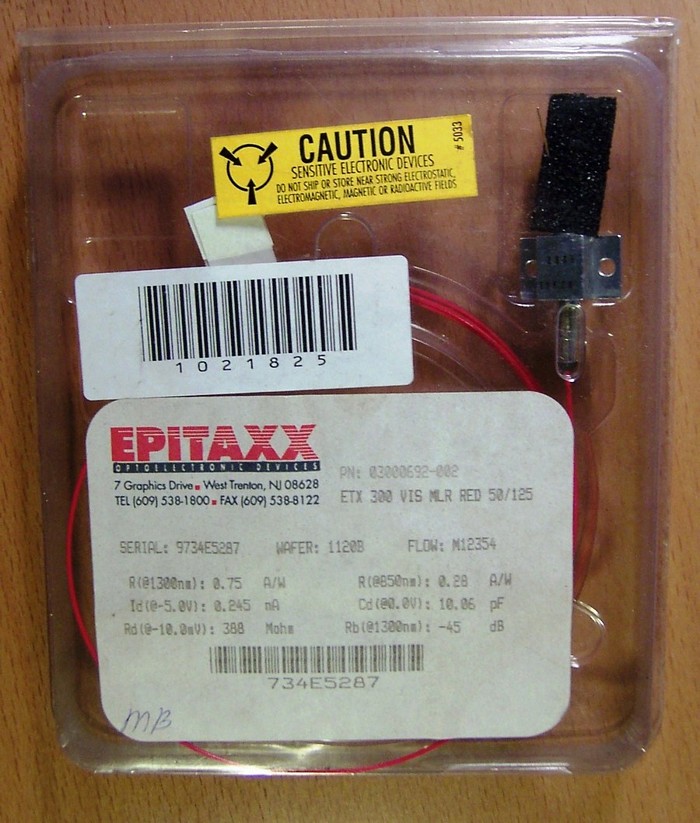 CAUTION
SENSITIVE ELECTRONIC DEVICES
DO NOT SHIP OR STORE NEAR STRONG ELECTROSTATIC,
ELECTROMAGNETIC, MAGNETIC OR RADIOACTIVE FIELDS
# 5033
1021825
EPITAXX
OPTOELECTRONIC DEVICES
7 Graphics Drive ▪ West Trenton, NJ 08628
TEL (609) 538-1800 ▪ FAX (609) 538-8122
PN: 03000692-002
ETX 300 VIS MLR RED 50/125
SERIAL: 9734E5287 WAFER: 1120B FLOW: M12354
R(@1300nm): 0.75 A/W R(@850nm): 0.28 A/W
Id(@-5.0V): 0.245 nA Cd(@0.0V): 10.06 pF
Rd(@-10.0mV): 388 Mohm Rb(@1300nm): -45 dB
734E5287
MB